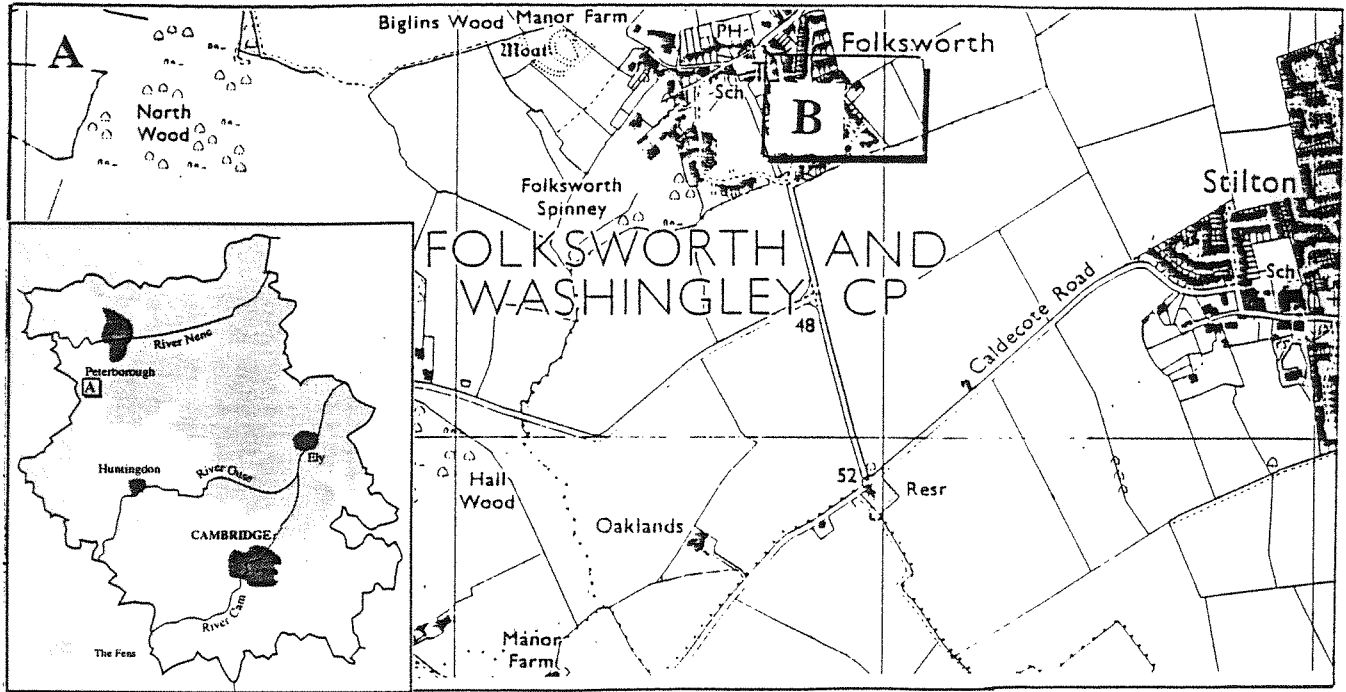 A
Biglins Wood
Manor Farm
Moat
PH
Folksworth
Sch
B
North
Wood
Folksworth
Spinney
Stilton
Sch
FOLKSWORTH AND
WASHINGLEY CP
48
Caldecote Road
52
Resr
Hall
Wood
Oaklands
Manor
Farm
River Nene
Peterborough
A
Huntingdon
River Ouse
Ely
CAMBRIDGE
River Cam
The Fens